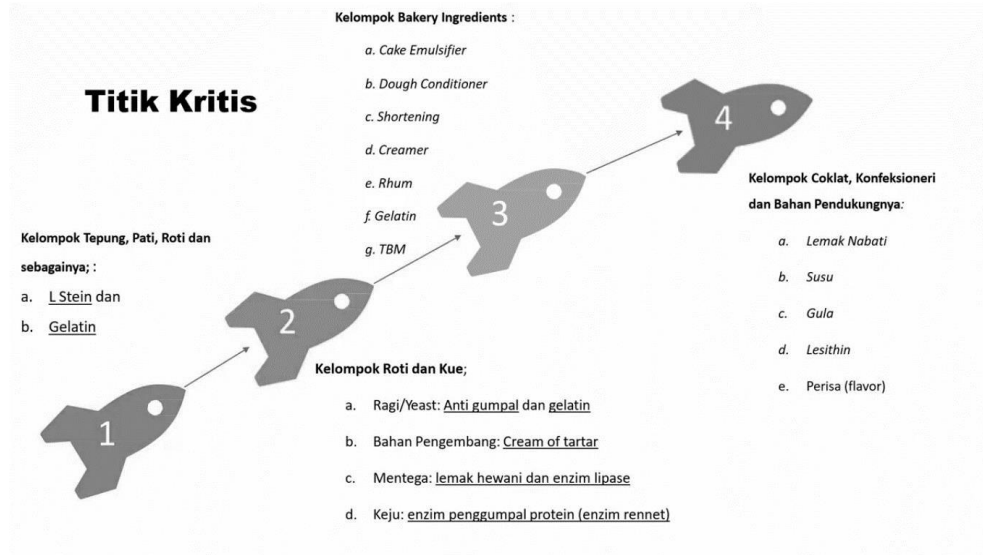 Titik Kritis
Kelompok Tepung, Pati, Roti dan
sebagainya; :
a. L Stein dan
b. Gelatin
1
2
Kelompok Roti dan Kue;
a. Ragi/Yeast: Anti gumpal dan gelatin
b. Bahan Pengembang: Cream of tartar
c. Mentega: lemak hewani dan enzim lipase
d. Keju: enzim penggumpal protein (enzim rennet)
Kelompok Bakery Ingredients :
a. Cake Emulsifier
b. Dough Conditioner
c. Shortening
d. Creamer
e. Rhum
f. Gelatin
g. TBM
3
4
Kelompok Coklat, Konfeksioneri
dan Bahan Pendukungnya:
a. Lemak Nabati
b. Susu
c. Gula
d. Lesithin
e. Perisa (flavor)